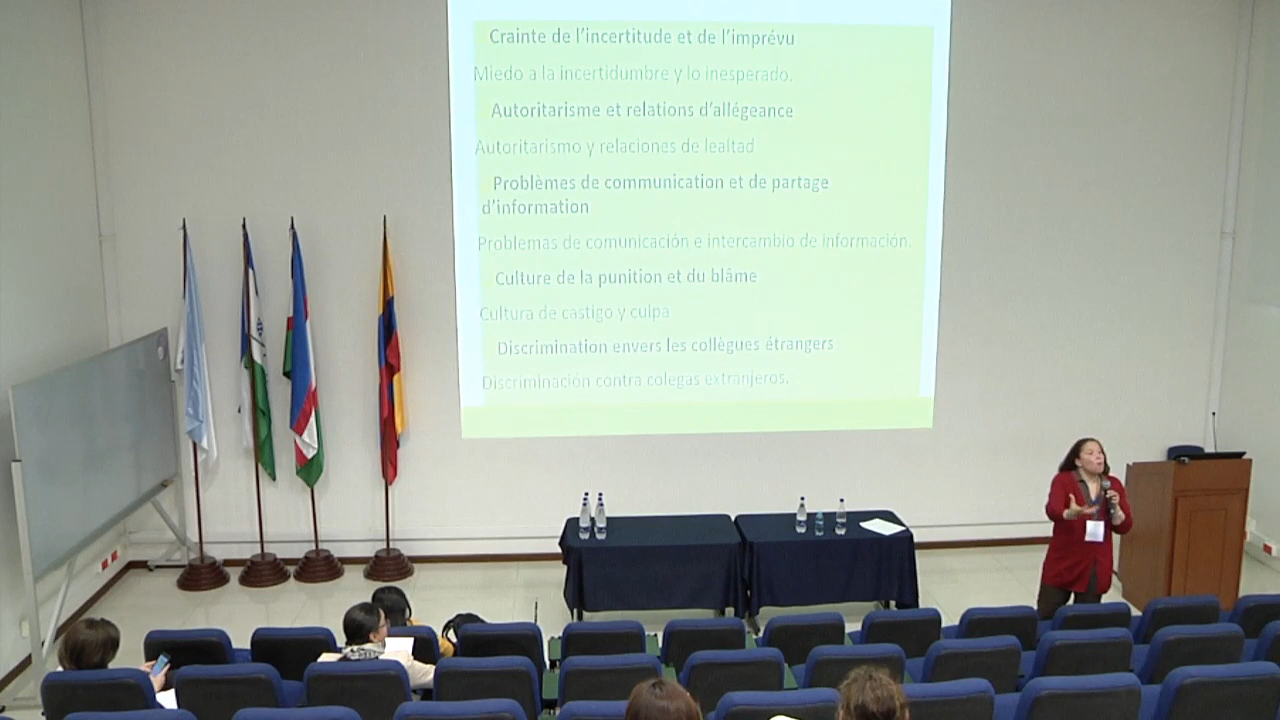 Crainte de l'incertitude et de l'imprévu
Miedo a la incertidumbre y lo inesperado.
Autoritarisme et relations d'allégeance
Autoritarismo y relaciones de lealtad
Problèmes de communication et de partage
d'information
Problemas de comunicación e intercambio de información.
Culture de la punition et du blâme
Cultura de castigo y culpa
Discrimination envers les collègues étrangers
Discriminación contra colegas extranjeros.